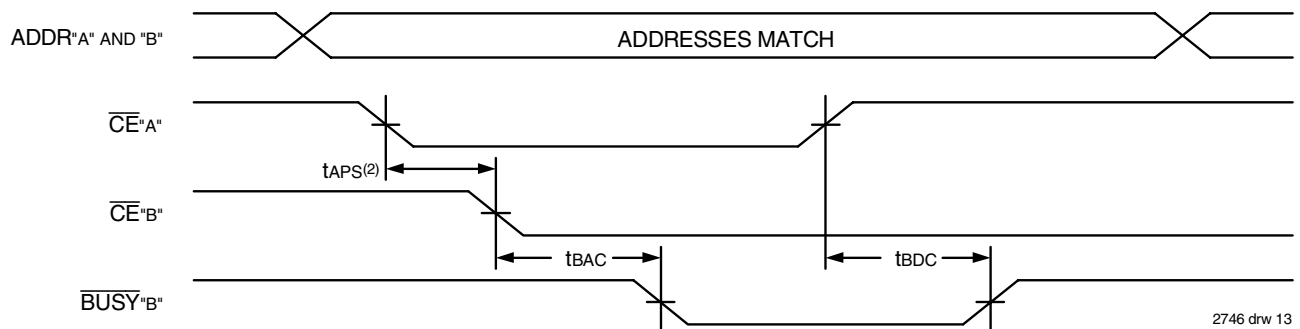 ADDR"A" AND "B"
ADDRESSES MATCH
CE"A"
tAPS(2)
CE"B"
tBAC
tBDC
BUSY"B"
2746 drw 13